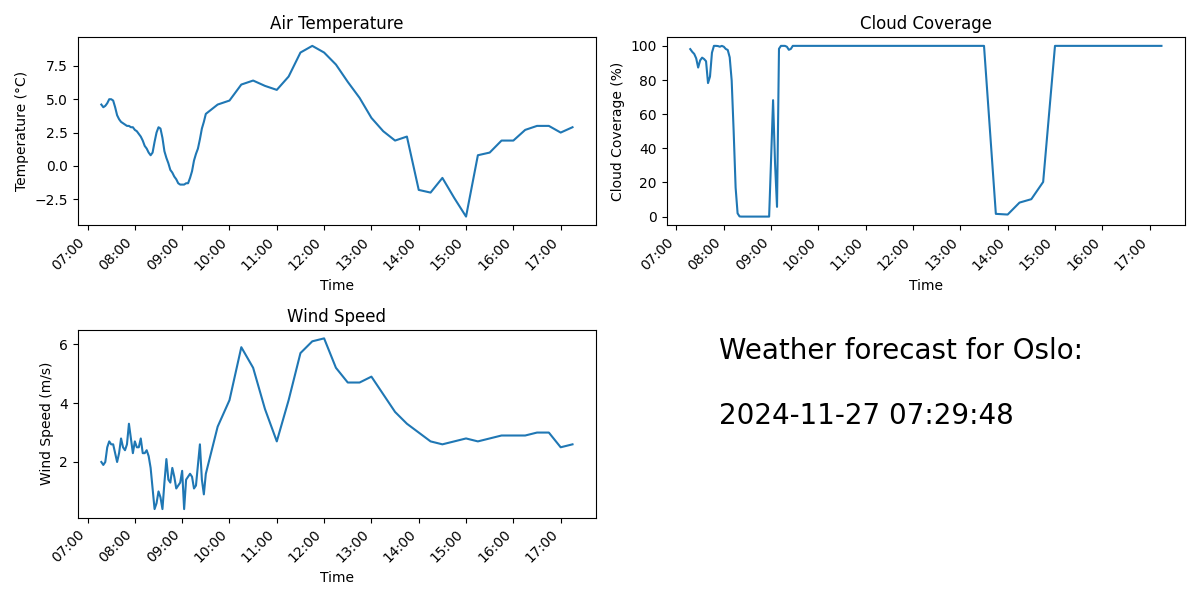 Air Temperature
Temperature (°C)
7.5
5.0
2.5
0.0
−2.5
07:00 08:00 09:00 10:00 11:00 12:00 13:00 14:00 15:00 16:00 17:00
Time
Cloud Coverage
Cloud Coverage (%)
100
80
60
40
20
0
07:00 08:00 09:00 10:00 11:00 12:00 13:00 14:00 15:00 16:00 17:00
Time
Wind Speed
Wind Speed (m/s)
6
4
2
07:00 08:00 09:00 10:00 11:00 12:00 13:00 14:00 15:00 16:00 17:00
Time
Weather forecast for Oslo:
2024-11-27 07:29:48